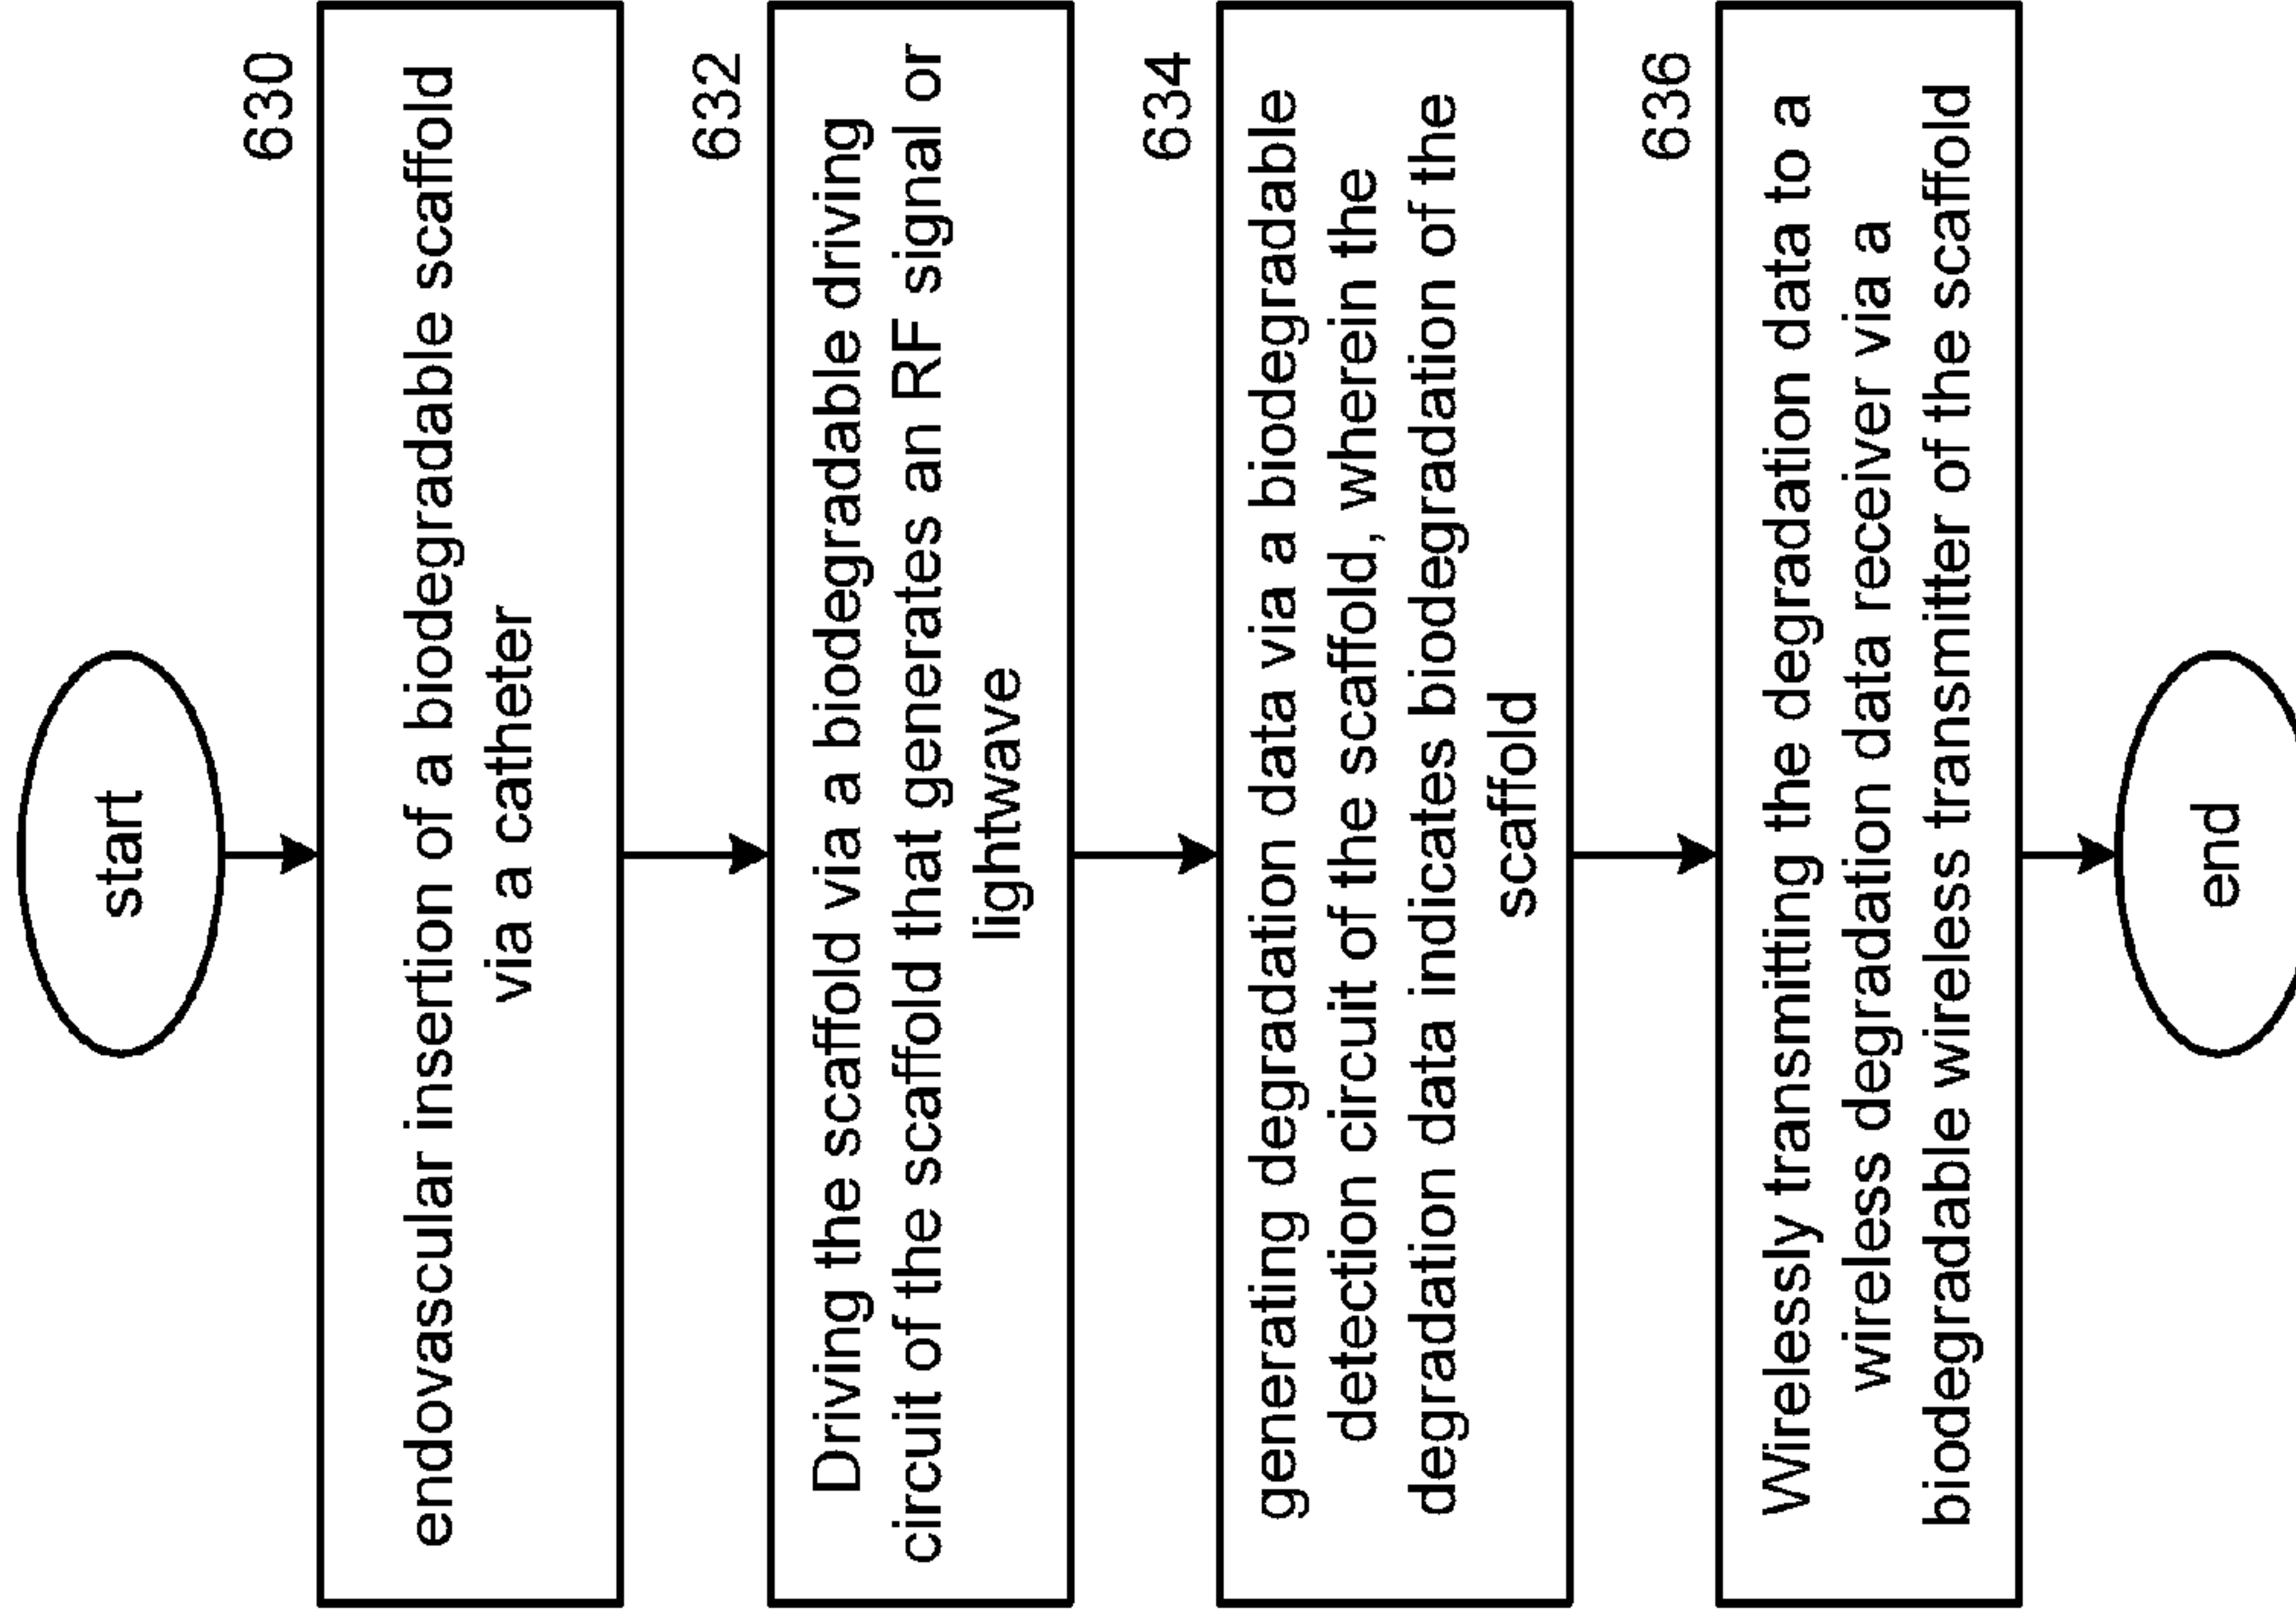 start
630
endovascular insertion of a biodegradable scaffold
via a catheter
632
Driving the scaffold via a biodegradable driving
circuit of the scaffold that generates an RF signal or
lightwave
634
generating degradation data via a biodegradable
detection circuit of the scaffold, wherein the
degradation data indicates biodegradation of the
scaffold
636
Wirelessly transmitting the degradation data to a
wireless degradation data receiver via a
biodegradable wireless transmitter of the scaffold
end